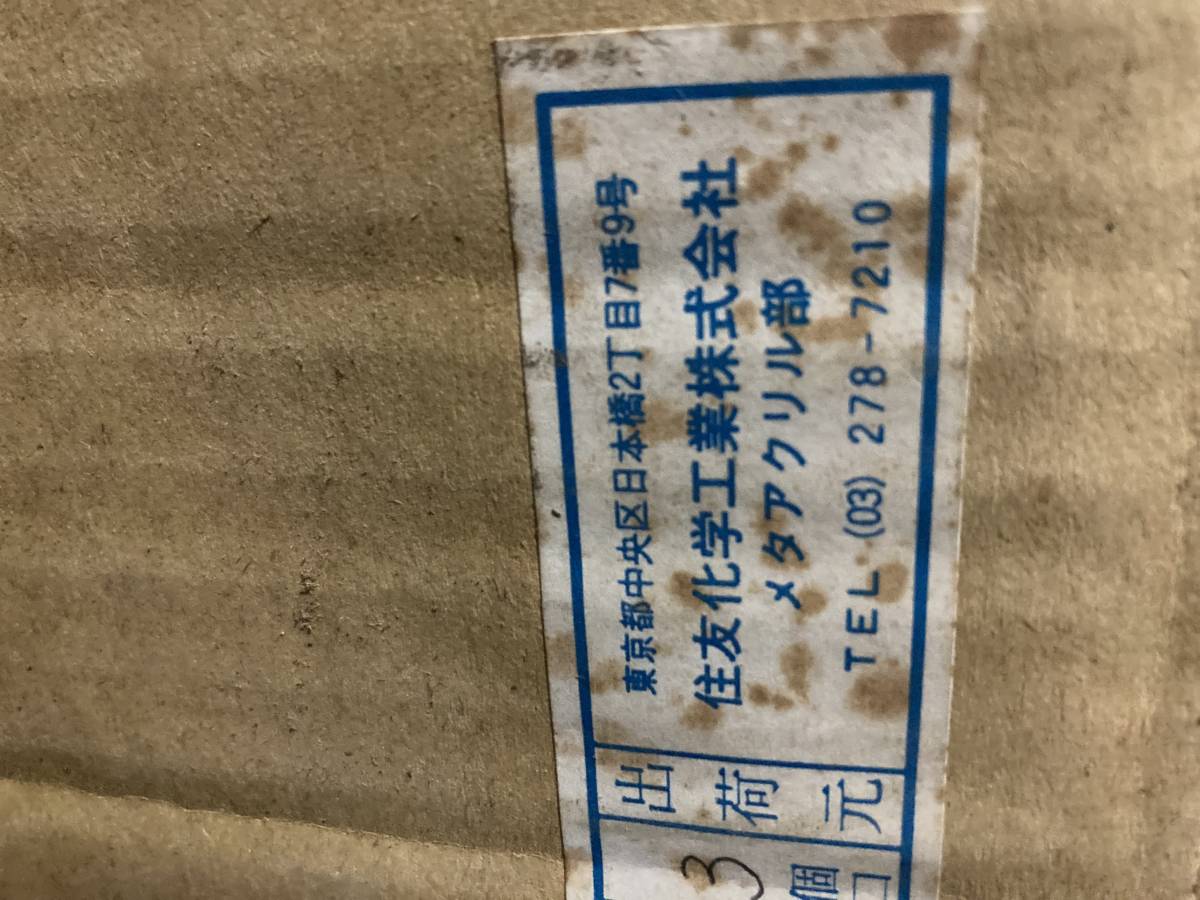 東京都中央区日本橋2丁目7番9号
住友化学工業株式会社
メタアクリル部
TEL (03) 278-7210
出荷元
3
個口